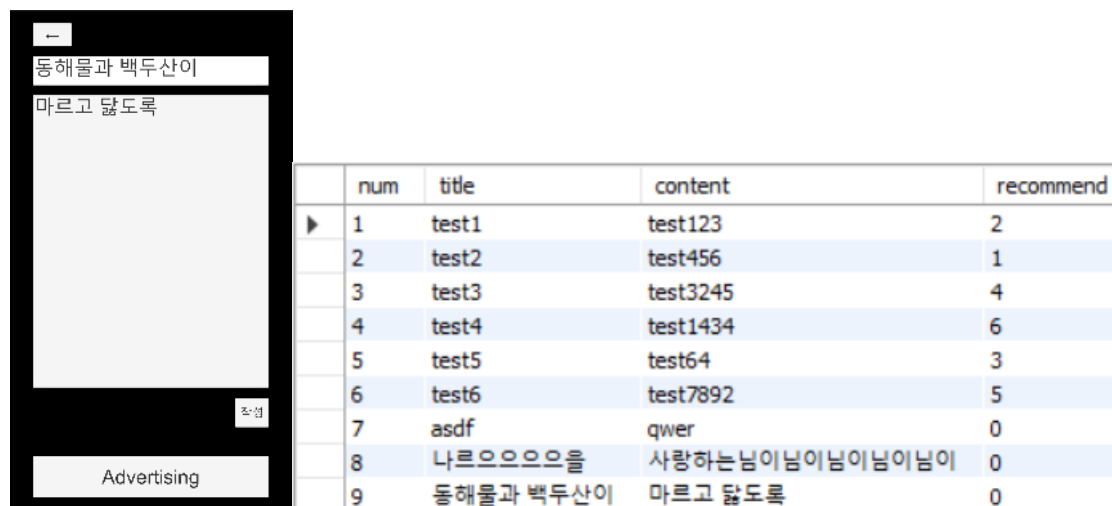 ←
동해물과 백두산이
마르고 닳도록
작성
Advertising
num title content recommend
1 test1 test123 2
2 test2 test456 1
3 test3 test3245 4
4 test4 test1434 6
5 test5 test64 3
6 test6 test7892 5
7 asdf qwer 0
8 나르으으으으을 사랑하는님이님이님이님이님이 0
9 동해물과 백두산이 마르고 닳도록 0